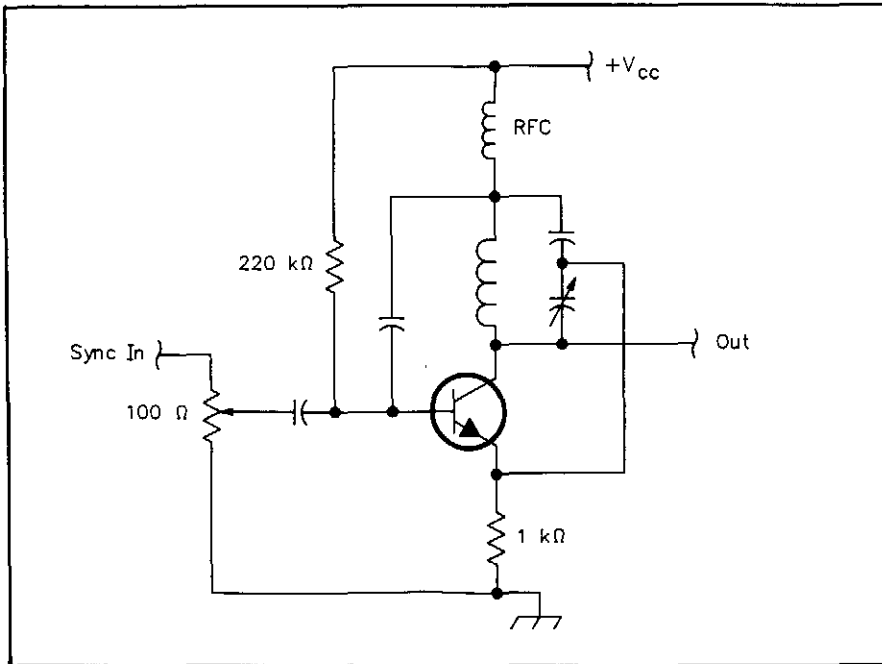 +Vcc
RFC
220 kΩ
Sync In
Out
100 Ω
1 kΩ